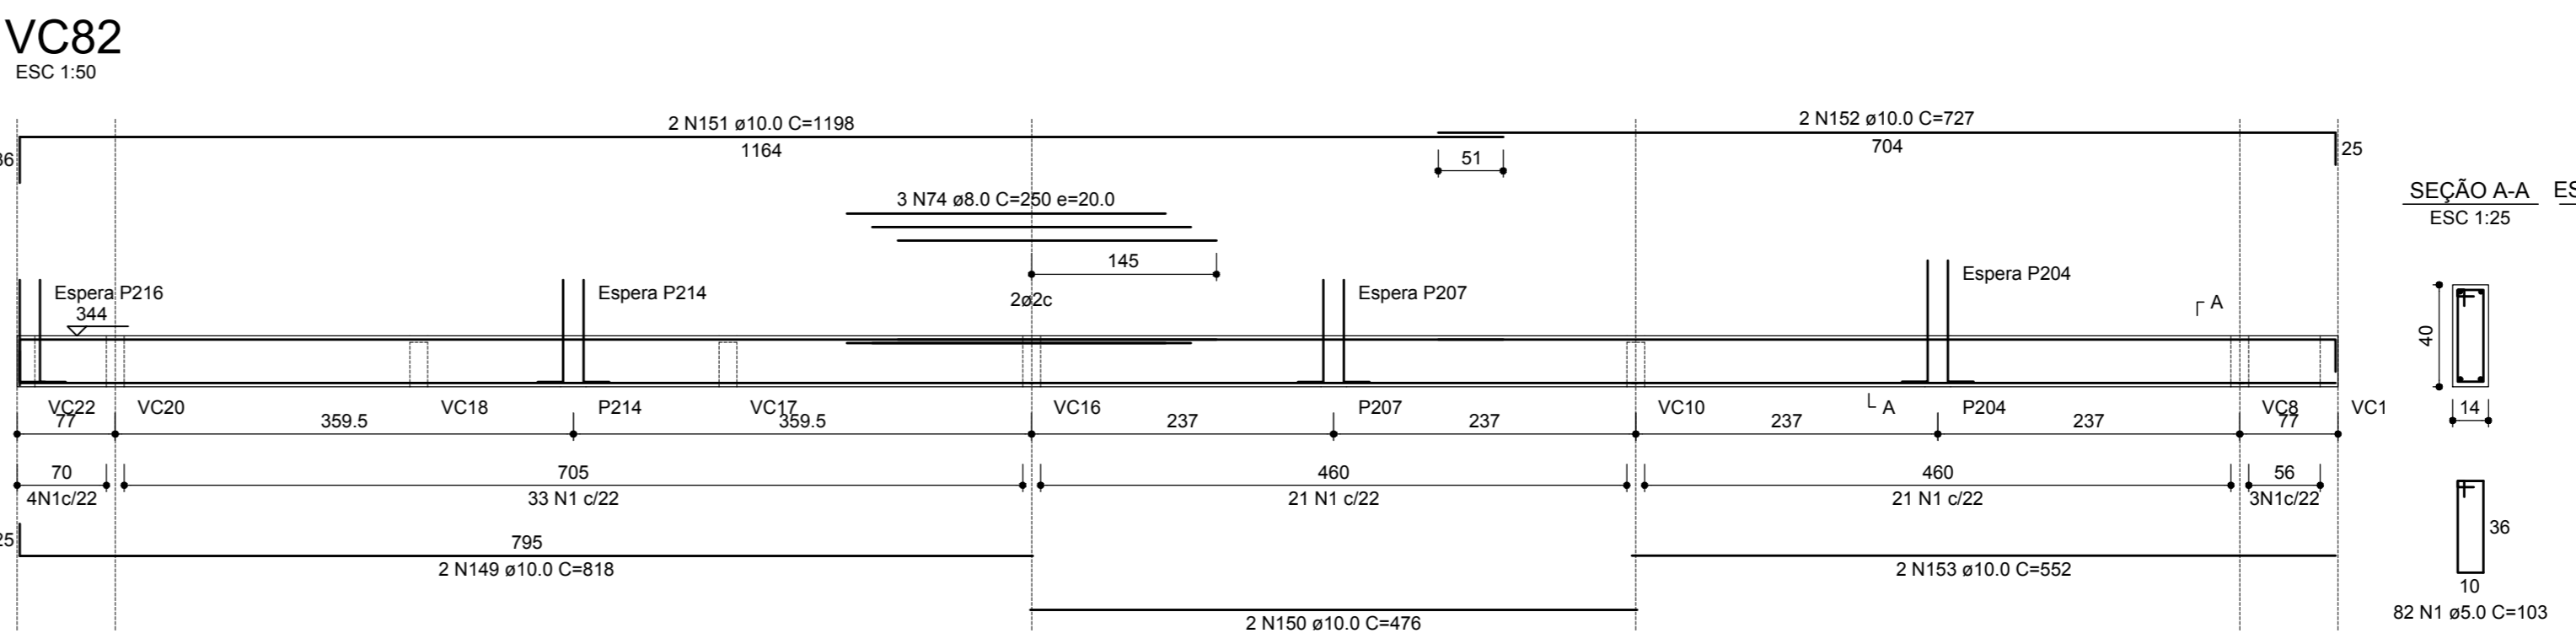 VC82
ESC 1:50
2 N151 ø10.0 C=1198
1164
2 N152 ø10.0 C=727
704
51
25
36
3 N74 ø8.0 C=250 e=20.0
145
2ø2c
SEÇÃO A-A
ESC 1:25
Espera P216
344
Espera P214
Espera P207
Espera P204
A
40
14
VC22
VC20
VC18
P214
VC17
VC16
P207
VC10
A
P204
VC8
VC1
77
359.5
359.5
237
237
237
237
77
70
705
460
460
56
4N1c/22
33 N1 c/22
21 N1 c/22
21 N1 c/22
3N1c/22
25
795
2 N149 ø10.0 C=818
2 N153 ø10.0 C=552
2 N150 ø10.0 C=476
36
10
82 N1 ø5.0 C=103